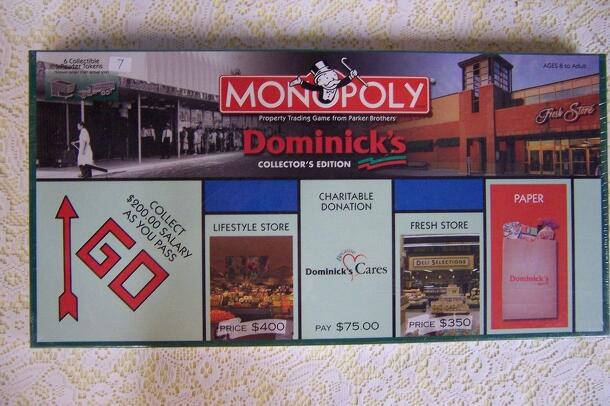 6 Collectible
Pewter Tokens
7
AGES 8 to Adult
MONOPOLY
Property Trading Game from Parker Brothers
Dominick's
COLLECTOR'S EDITION
Fresh Store
COLLECT
$200.00 SALARY
AS YOU PASS
GO
LIFESTYLE STORE
PRICE $400
CHARITABLE
DONATION
Dominick's Cares
PAY $75.00
FRESH STORE
DELI SELECTIONS
PRICE $350
PAPER
Dominick's